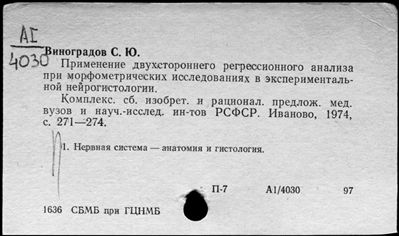 АI
4030
Виноградов С. Ю.
Применение двухстороннего регрессионного анализа
при морфометрических исследованиях в эксперименталь-
ной нейрогистологии.
Комплекс. сб. изобрет. и рационал. предлож. мед.
вузов и науч.-исслед. ин-тов РСФСР. Иваново, 1974,
с. 271—274.
1. Нервная система — анатомия и гистология.
П-7 А1/4030 97
1636 СБМБ при ГЦНМБ